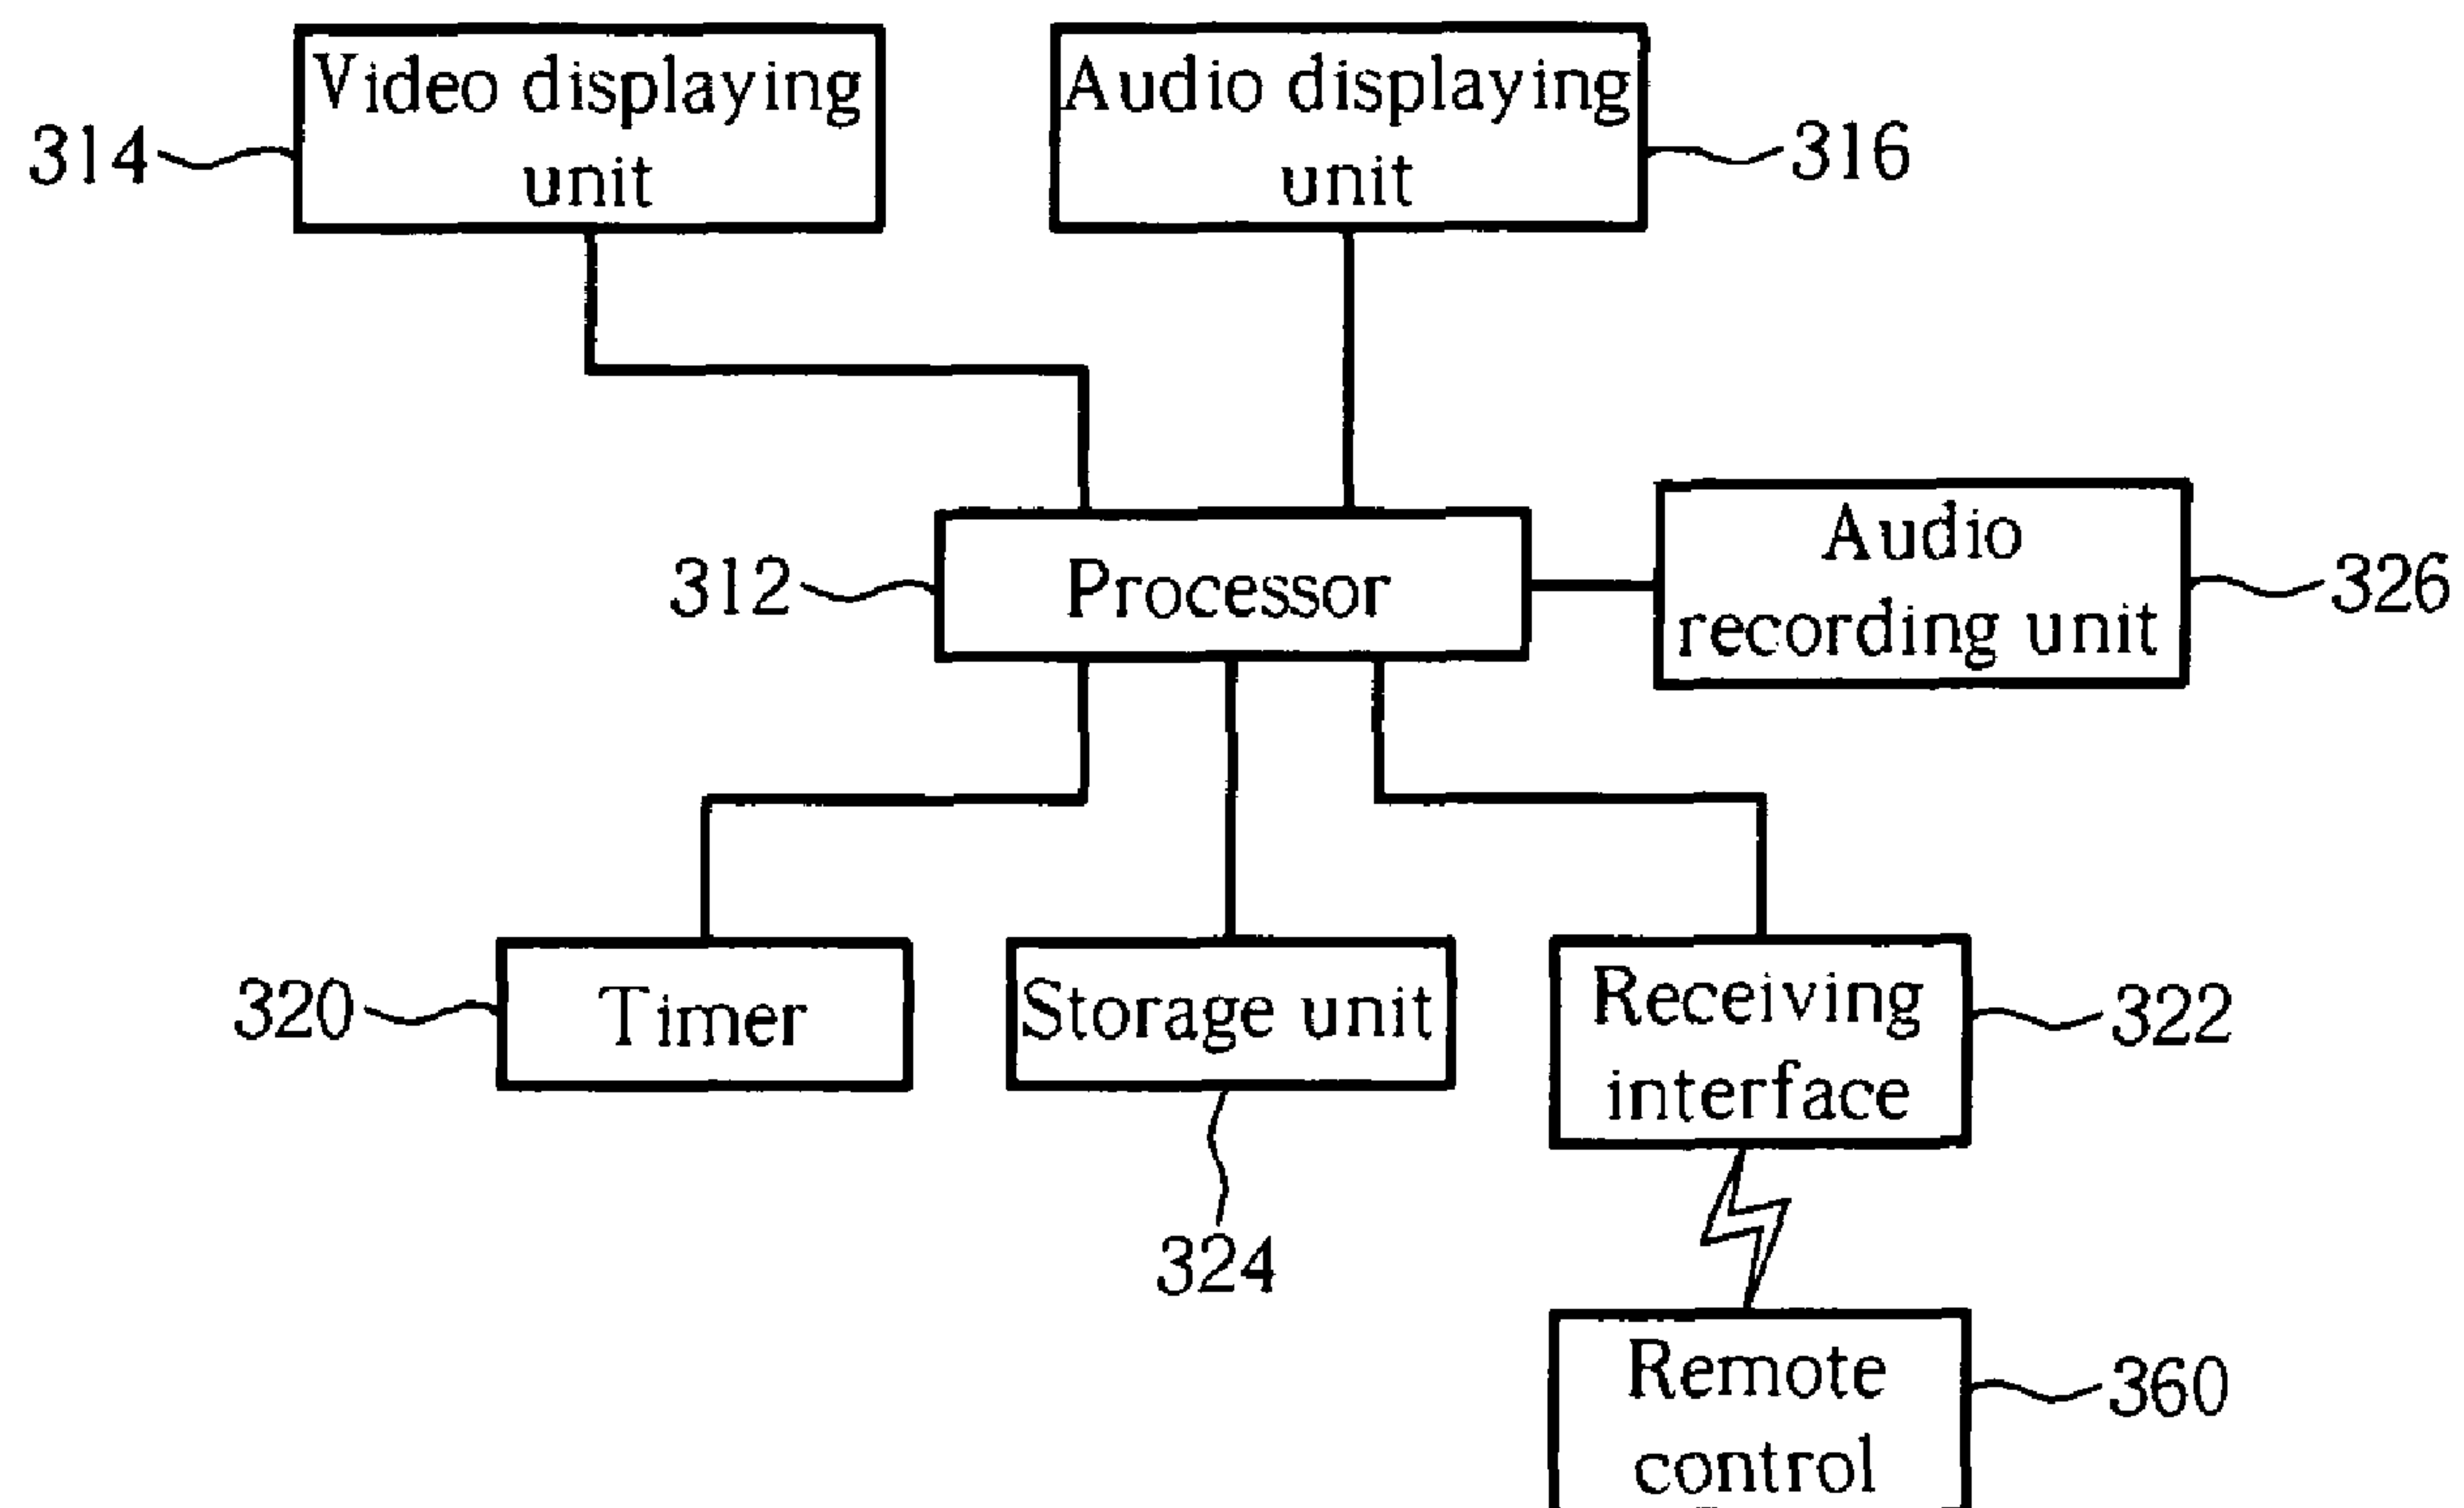 Video displaying
unit
314
Audio displaying
unit
316
312
Processor
Audio
recording unit
326
320
Timer
Storage unit
324
Receiving
interface
322
Remote
control
360